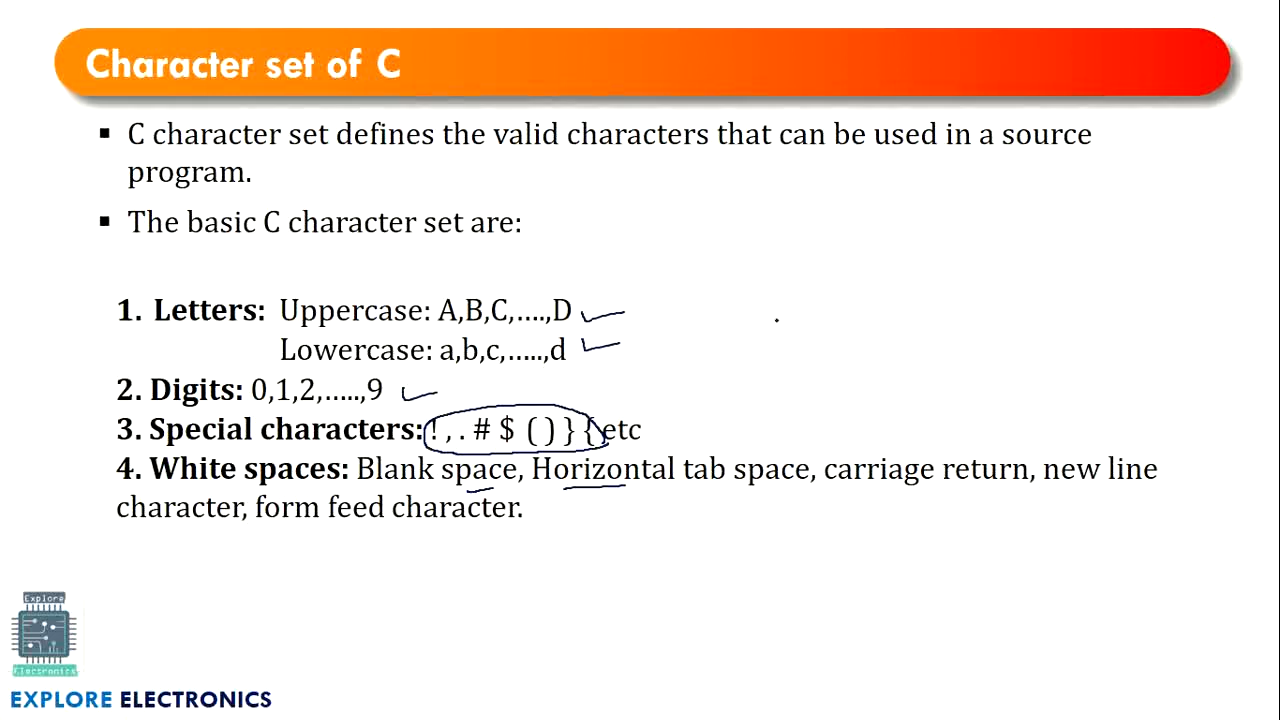 Character set of C
▪ C character set defines the valid characters that can be used in a source
program.
▪ The basic C character set are:
1. Letters: Uppercase: A,B,C,....,D
Lowercase: a,b,c,.....,d
2. Digits: 0,1,2,.....,9
3. Special characters: ! , . # $ ( ) } { etc
4. White spaces: Blank space, Horizontal tab space, carriage return, new line
character, form feed character.
Explore
Electronics
EXPLORE ELECTRONICS